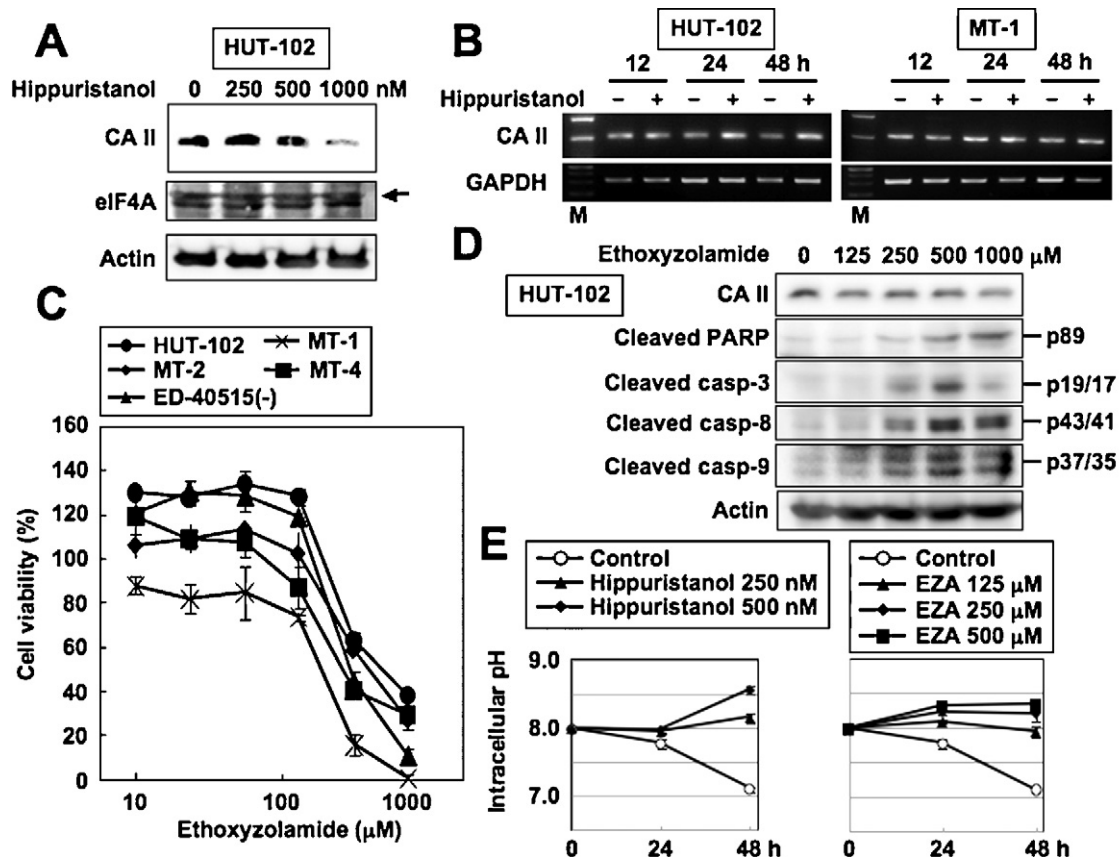 A
HUT-102
Hippuristanol 0 250 500 1000 nM
CA II
eIF4A
Actin
B
HUT-102 MT-1
12 24 48 h 12 24 48 h
Hippuristanol – + – + – + – + – + – +
CA II
GAPDH
M M
C
HUT-102 MT-1
MT-2 MT-4
ED-40515(-)
Cell viability (%)
160
140
120
100
80
60
40
20
0
10 100 1000
Ethoxyzolamide (μM)
D
Ethoxyzolamide 0 125 250 500 1000 μM
HUT-102
CA II
Cleaved PARP p89
Cleaved casp-3 p19/17
Cleaved casp-8 p43/41
Cleaved casp-9 p37/35
Actin
E
Control
Hippuristanol 250 nM
Hippuristanol 500 nM
Control
EZA 125 μM
EZA 250 μM
EZA 500 μM
Intracellular pH
9.0
8.0
7.0
0 24 48 h
0 24 48 h